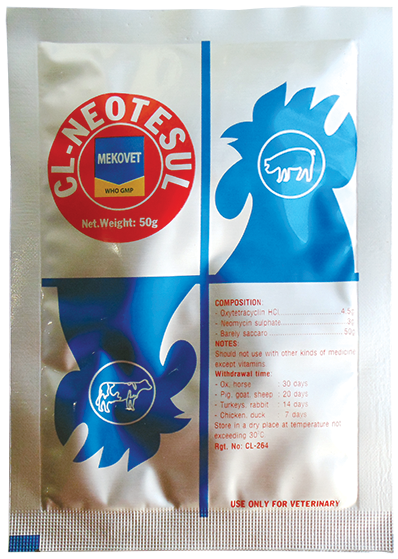 CL-NEOTESUL
MEKOVET
WHO GMP
Net.Weight: 50g
COMPOSITION:
- Oxytetracyclin HCl 4.5g
- Neomycin sulphate 3g
- Barely saccaro 50g
NOTES:
Should not use with other kinds of medicine
except vitamins.
Withdrawal time:
- Ox, horse : 30 days
- Pig, goat, sheep : 20 days
- Turkeys, rabbit : 14 days
- Chicken, duck : 7 days
Store in a dry place at temperature not
exceeding 30°C
Rgt. No: CL-264
USE ONLY FOR VETERINARY